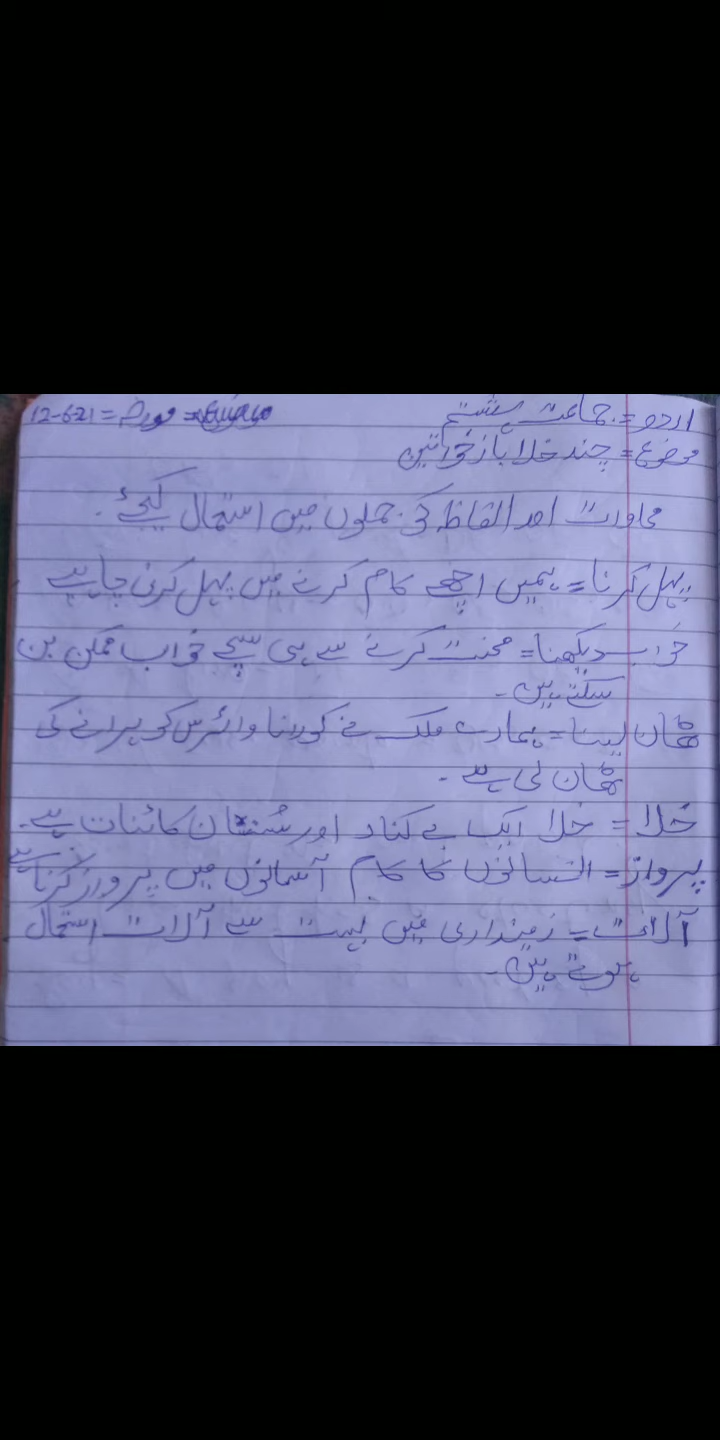 اردو = جماعت ہشتم مورخہ = 12-6-21
موضوع = چند خلا باز خواتین
محاورات اور الفاظ کی جملوں میں استمال کیجئے.
پہل کرنا = ہمیں اچھے کام کرنے میں پہل کرنی چاہیے
خواب دیکھنا = محنت کرنے سے ہی سچے خواب ممکن بن
سکتے ہیں۔
ٹھان لینا = ہمارے ملک نے کورونا وائرس کو ہرانے کی
ٹھان لی ہے۔
خلا = خلا ایک بے کنار اور سُنسان کائنات ہے۔
پرواز = انسانوں کا کام آسمانوں میں پرواز کرنا ہے
آلات = زمینداری میں بہت سے آلات استمال
ہوتے ہیں۔